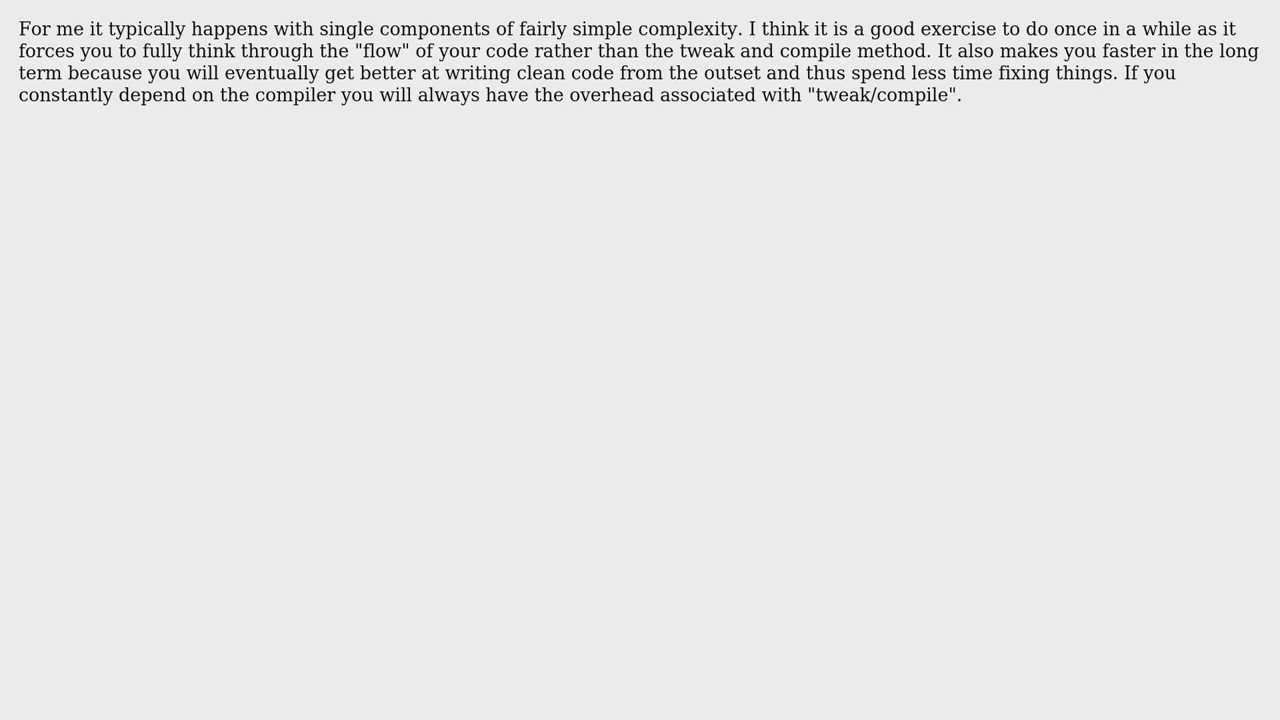 For me it typically happens with single components of fairly simple complexity. I think it is a good exercise to do once in a while as it
forces you to fully think through the "flow" of your code rather than the tweak and compile method. It also makes you faster in the long
term because you will eventually get better at writing clean code from the outset and thus spend less time fixing things. If you
constantly depend on the compiler you will always have the overhead associated with "tweak/compile".